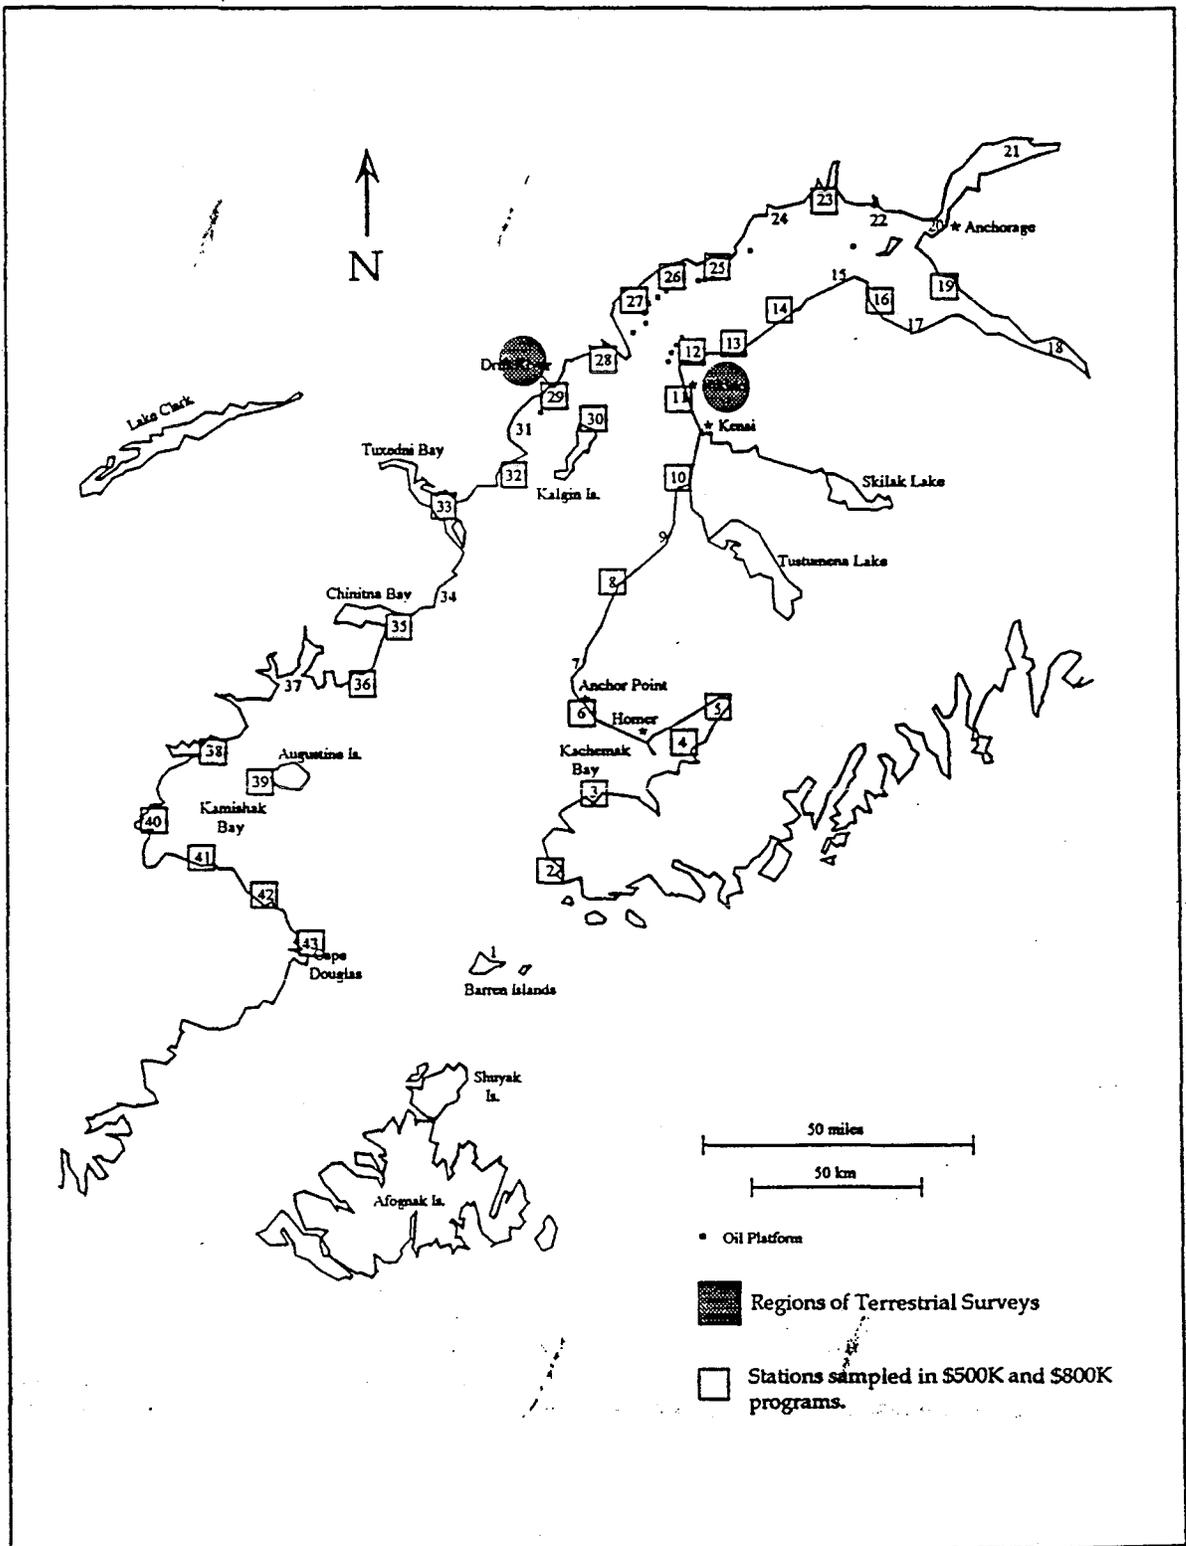 21
23
24
22
20
* Anchorage
N
26
25
15
19
27
14
16
17
18
28
12
13
29
11
30
* Kenai
Lake Clark
31
Tuxedni Bay
32
Kalgin Is.
10
Skilak Lake
33
9
Tustumena Lake
8
34
Chinitna Bay
35
7
37
36
Anchor Point
6
Homer
5
38
4
Augustine Is.
Kachemak
Bay
39
3
Kamishak
Bay
40
41
2
42
43
Cape
Douglas
1
Barren Islands
Shuyak
Is.
50 miles
50 km
Afognak Is.
Oil Platform
Regions of Terrestrial Surveys
Stations sampled in $500K and $800K
programs.